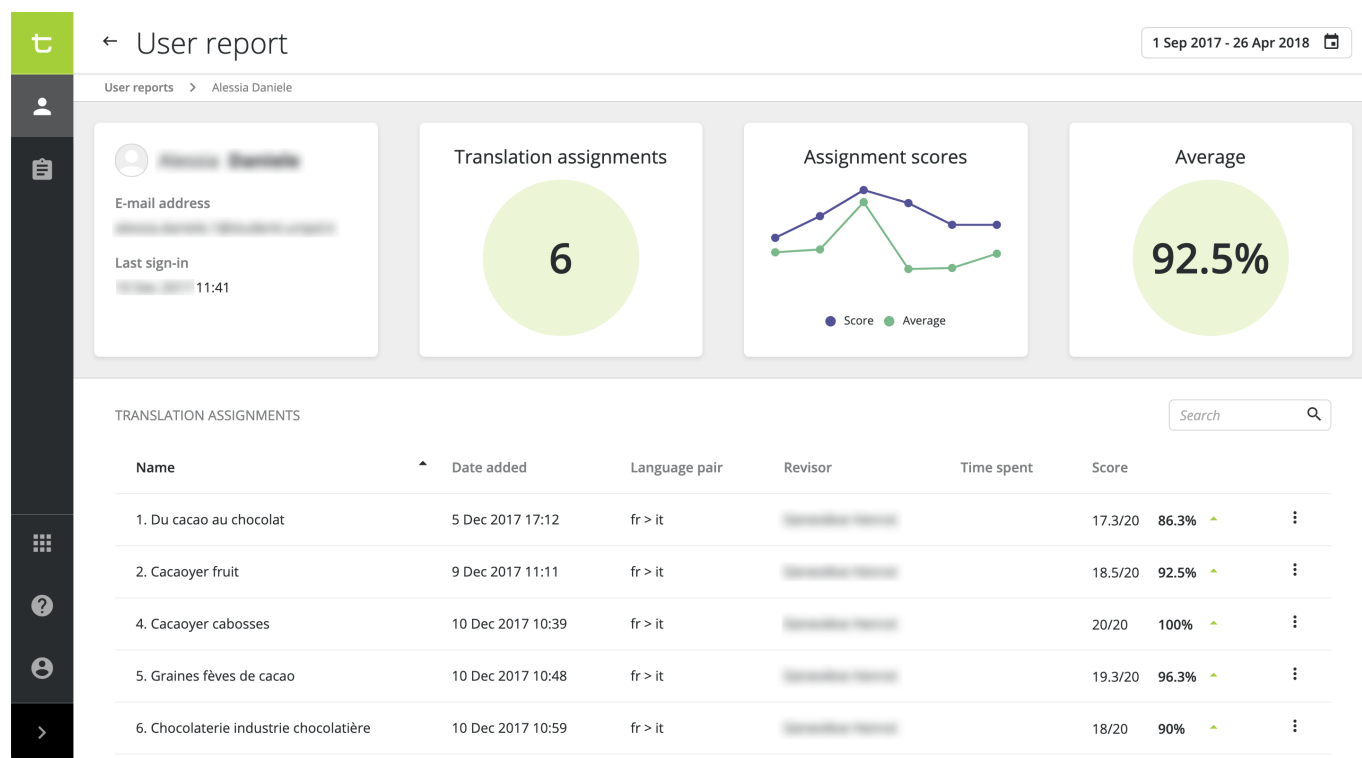 t
User report
1 Sep 2017 - 26 Apr 2018
User reports > Alessia Daniele
E-mail address
Last sign-in
11:41
Translation assignments
6
Assignment scores
Score Average
Average
92.5%
TRANSLATION ASSIGNMENTS
Search
Name Date added Language pair Revisor Time spent Score
1. Du cacao au chocolat 5 Dec 2017 17:12 fr > it 17.3/20 86.3%
2. Cacaoyer fruit 9 Dec 2017 11:11 fr > it 18.5/20 92.5%
4. Cacaoyer cabosses 10 Dec 2017 10:39 fr > it 20/20 100%
5. Graines fèves de cacao 10 Dec 2017 10:48 fr > it 19.3/20 96.3%
6. Chocolaterie industrie chocolatière 10 Dec 2017 10:59 fr > it 18/20 90%